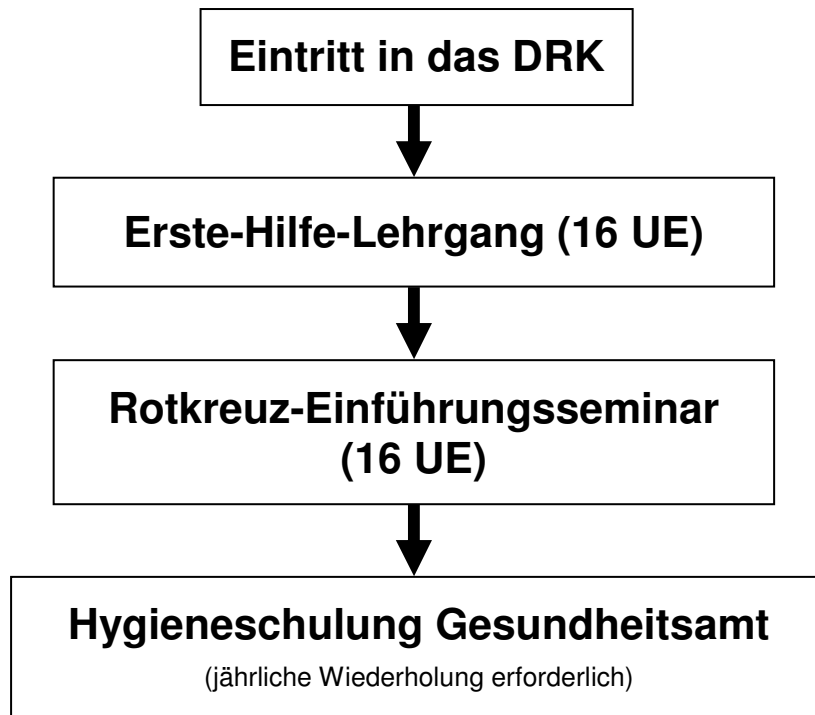 Eintritt in das DRK
Erste-Hilfe-Lehrgang (16 UE)
Rotkreuz-Einführungsseminar
(16 UE)
Hygieneschulung Gesundheitsamt
(jährliche Wiederholung erforderlich)